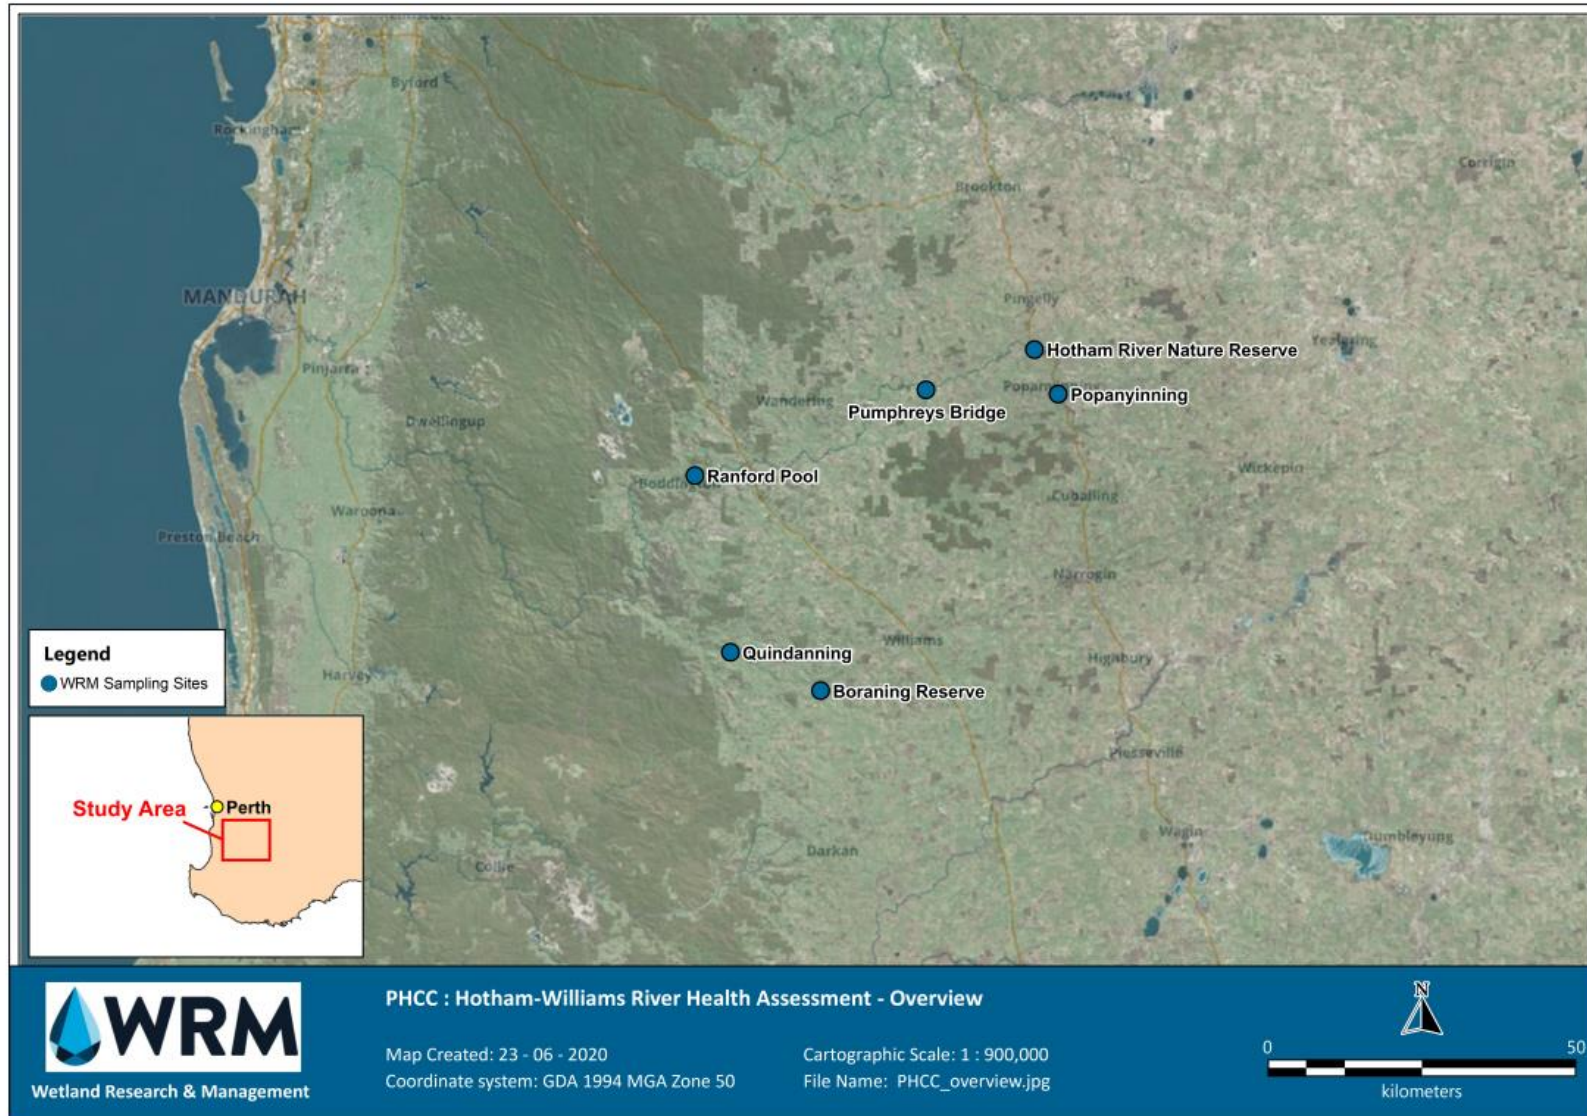 Byford
Rockingham
Corrigin
Brookton
MANDURAH
Pingelly
Hotham River Nature Reserve
Yealering
Pinjarra
Popanyinning
Popanyinning
Wandering
Pumphreys Bridge
Dwellingup
Ranford Pool
Boddington
Wickepin
Cuballing
Waroona
Preston Beach
Narrogin
Williams
Quindanning
Highbury
Harvey
Boraning Reserve
Piesseville
Wagin
Dumbleyung
Darkan
Collie
Legend
WRM Sampling Sites
Study Area
Perth
WRM
Wetland Research & Management
PHCC : Hotham-Williams River Health Assessment - Overview
Map Created: 23 - 06 - 2020
Coordinate system: GDA 1994 MGA Zone 50
Cartographic Scale: 1 : 900,000
File Name: PHCC_overview.jpg
N
0 50
kilometers